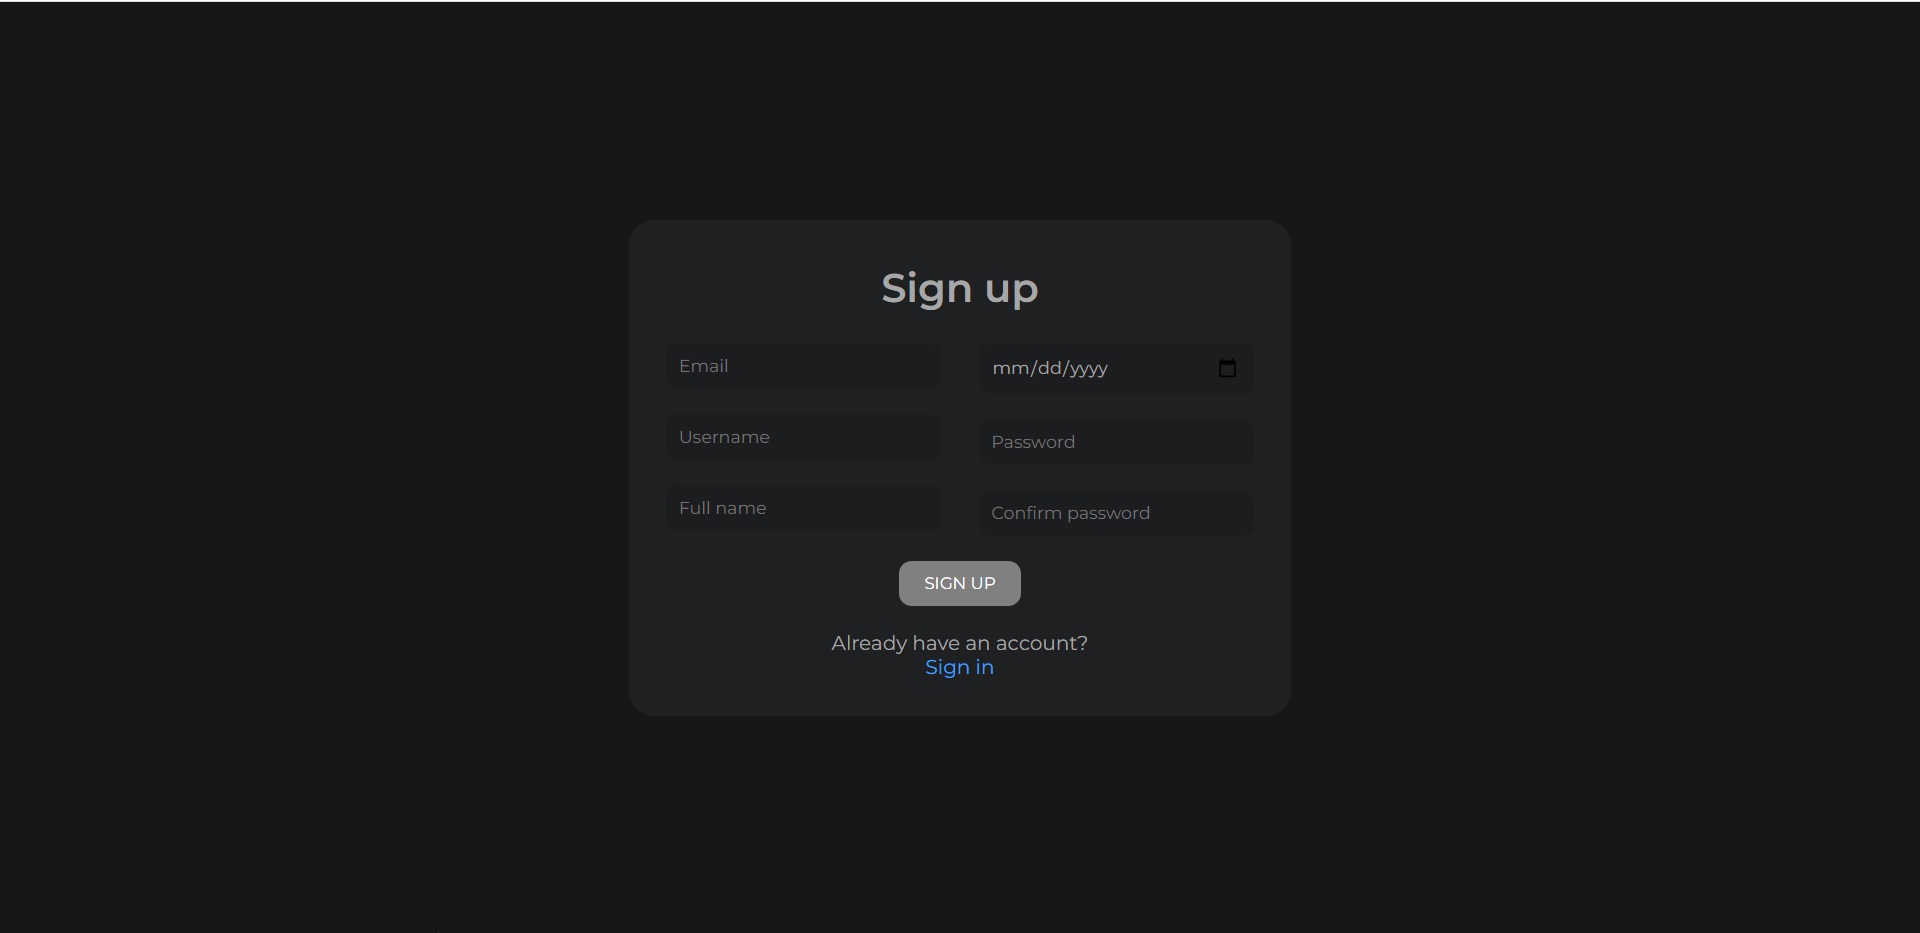 Sign up
Email
mm/dd/yyyy
Username
Password
Full name
Confirm password
SIGN UP
Already have an account?
Sign in